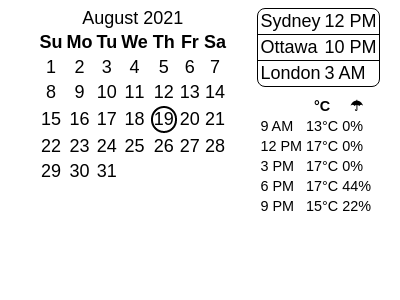 August 2021
Su Mo Tu We Th Fr Sa
1 2 3 4 5 6 7
8 9 10 11 12 13 14
15 16 17 18 19 20 21
22 23 24 25 26 27 28
29 30 31
Sydney 12 PM
Ottawa 10 PM
London 3 AM
°C ☂
9 AM 13°C 0%
12 PM 17°C 0%
3 PM 17°C 0%
6 PM 17°C 44%
9 PM 15°C 22%